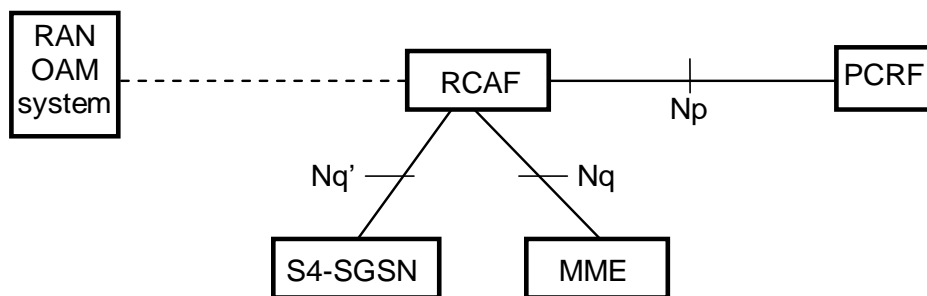 RAN
OAM
system
RCAF
PCRF
Np
Nq’
Nq
S4-SGSN
MME